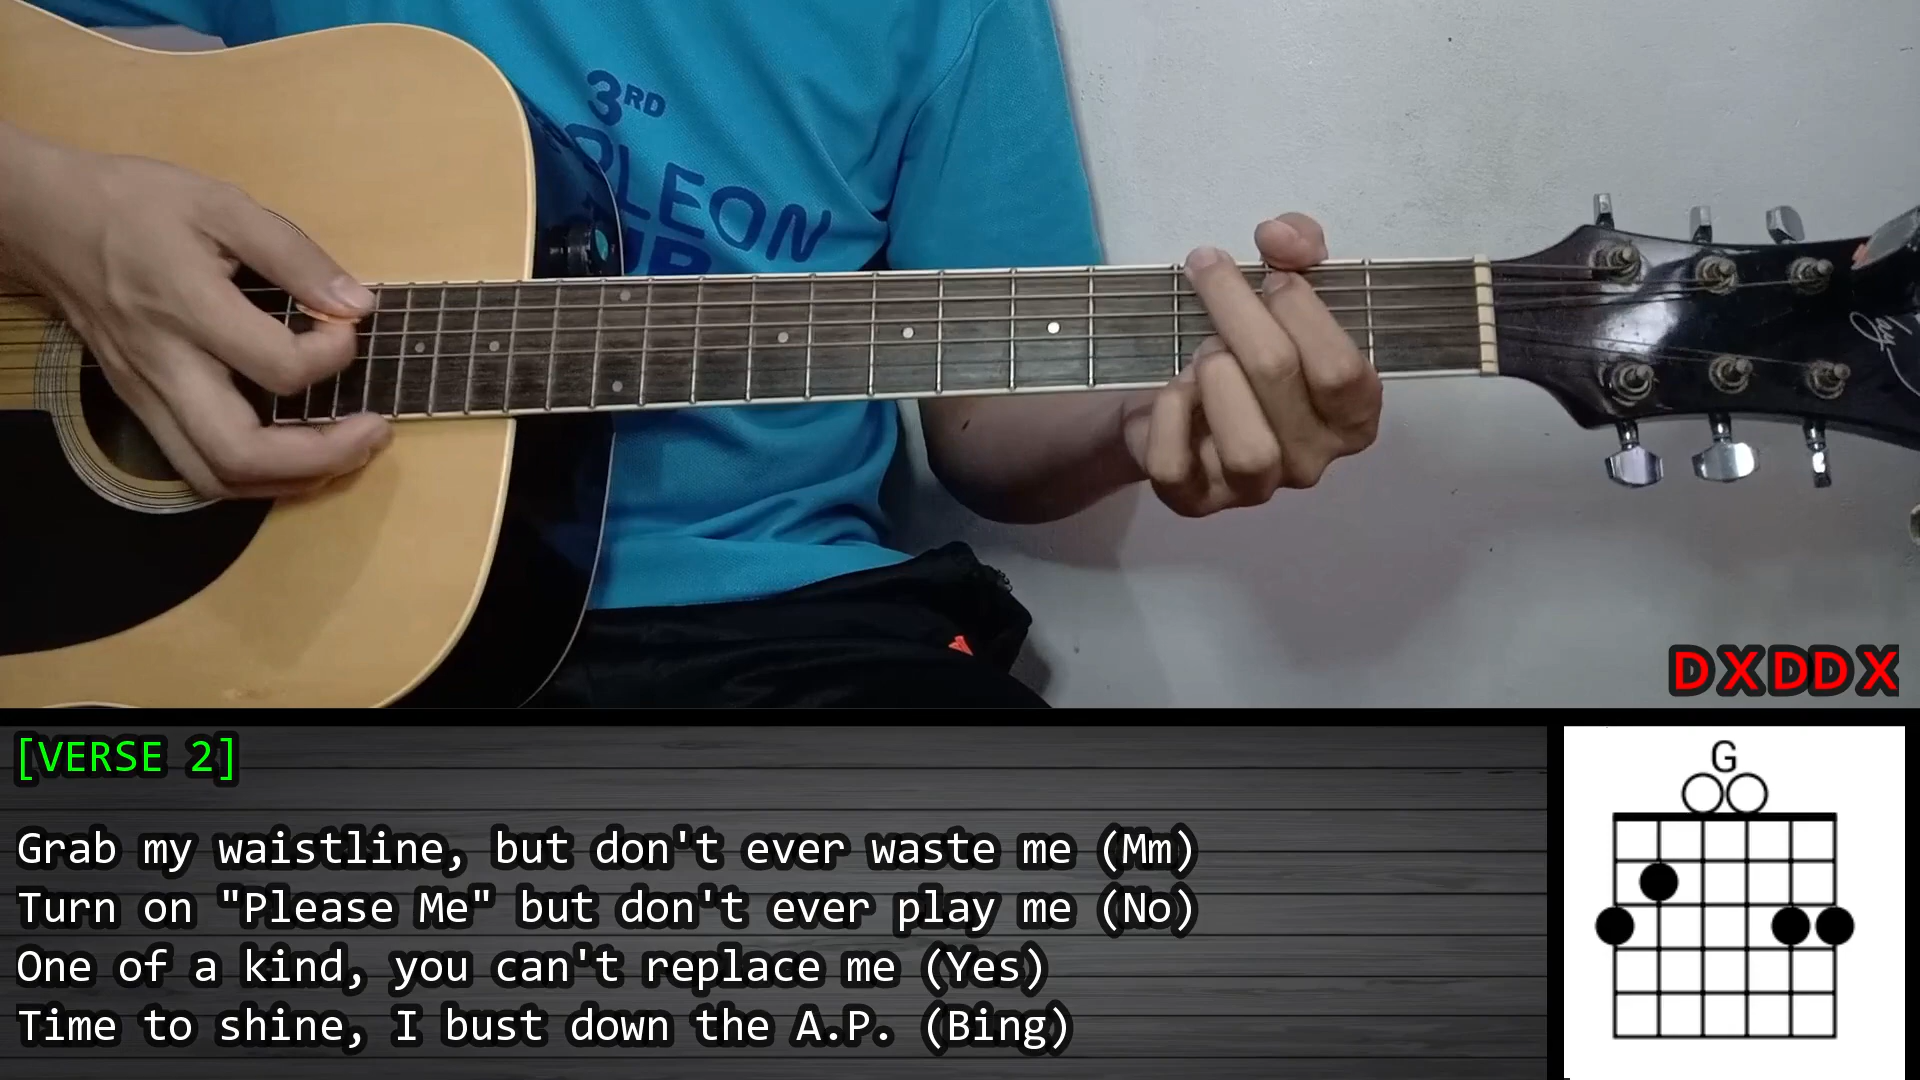 3RD
LEON
DXDDX
[VERSE 2]
G
Grab my waistline, but don't ever waste me (Mm)
Turn on "Please Me" but don't ever play me (No)
One of a kind, you can't replace me (Yes)
Time to shine, I bust down the A.P. (Bing)